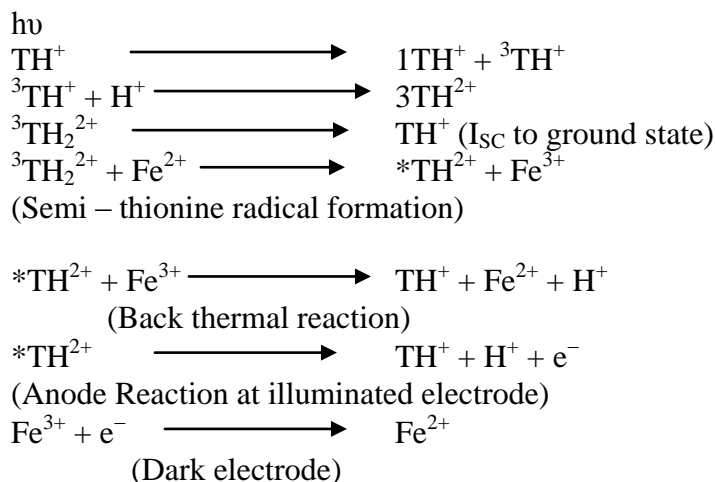 hυ
TH⁺ ⟶ 1TH⁺ + ³TH⁺
³TH⁺ + H⁺ ⟶ 3TH²⁺
³TH₂²⁺ ⟶ TH⁺ (I_SC to ground state)
³TH₂²⁺ + Fe²⁺ ⟶ *TH²⁺ + Fe³⁺
(Semi – thionine radical formation)
*TH²⁺ + Fe³⁺ ⟶ TH⁺ + Fe²⁺ + H⁺
(Back thermal reaction)
*TH²⁺ ⟶ TH⁺ + H⁺ + e⁻
(Anode Reaction at illuminated electrode)
Fe³⁺ + e⁻ ⟶ Fe²⁺
(Dark electrode)